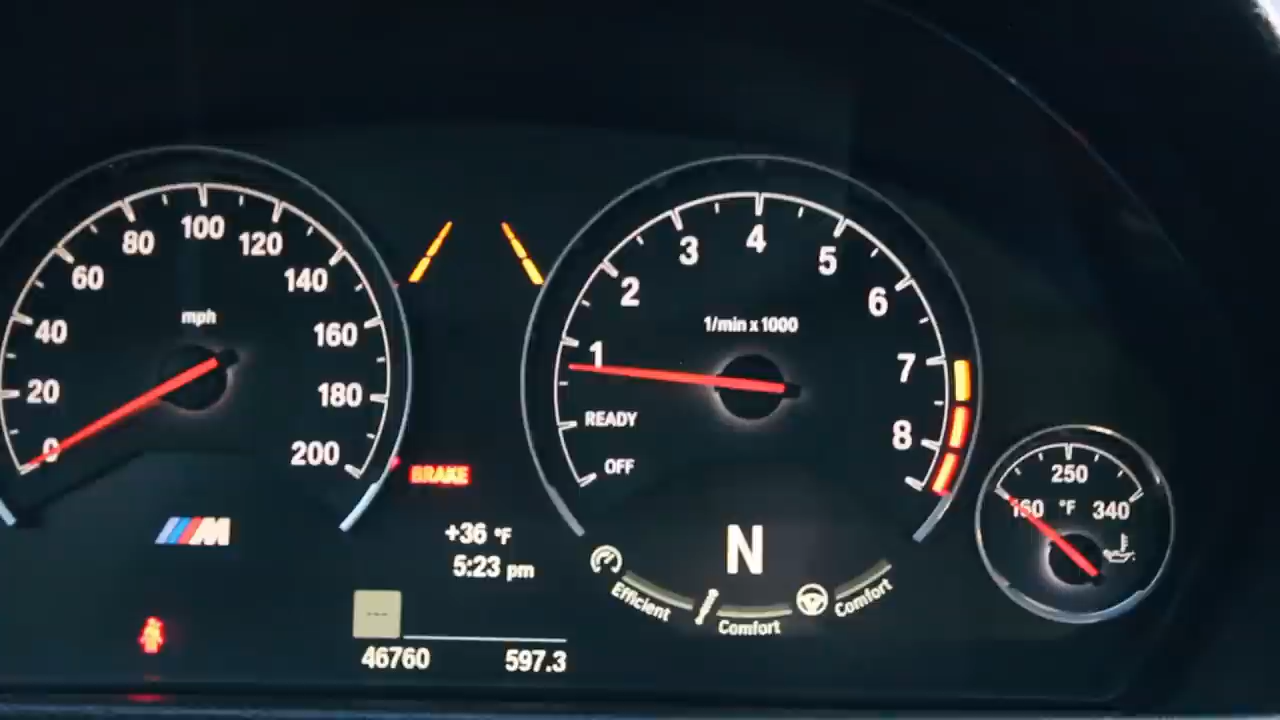 0
20
40
60
80
100
120
140
160
180
200
mph
M
BRAKE
+36 °F
5:23 pm
---
46760 597.3
OFF
READY
1
2
3
4
5
6
7
8
1/min x 1000
N
Efficient
Comfort
Comfort
160
250
340
°F